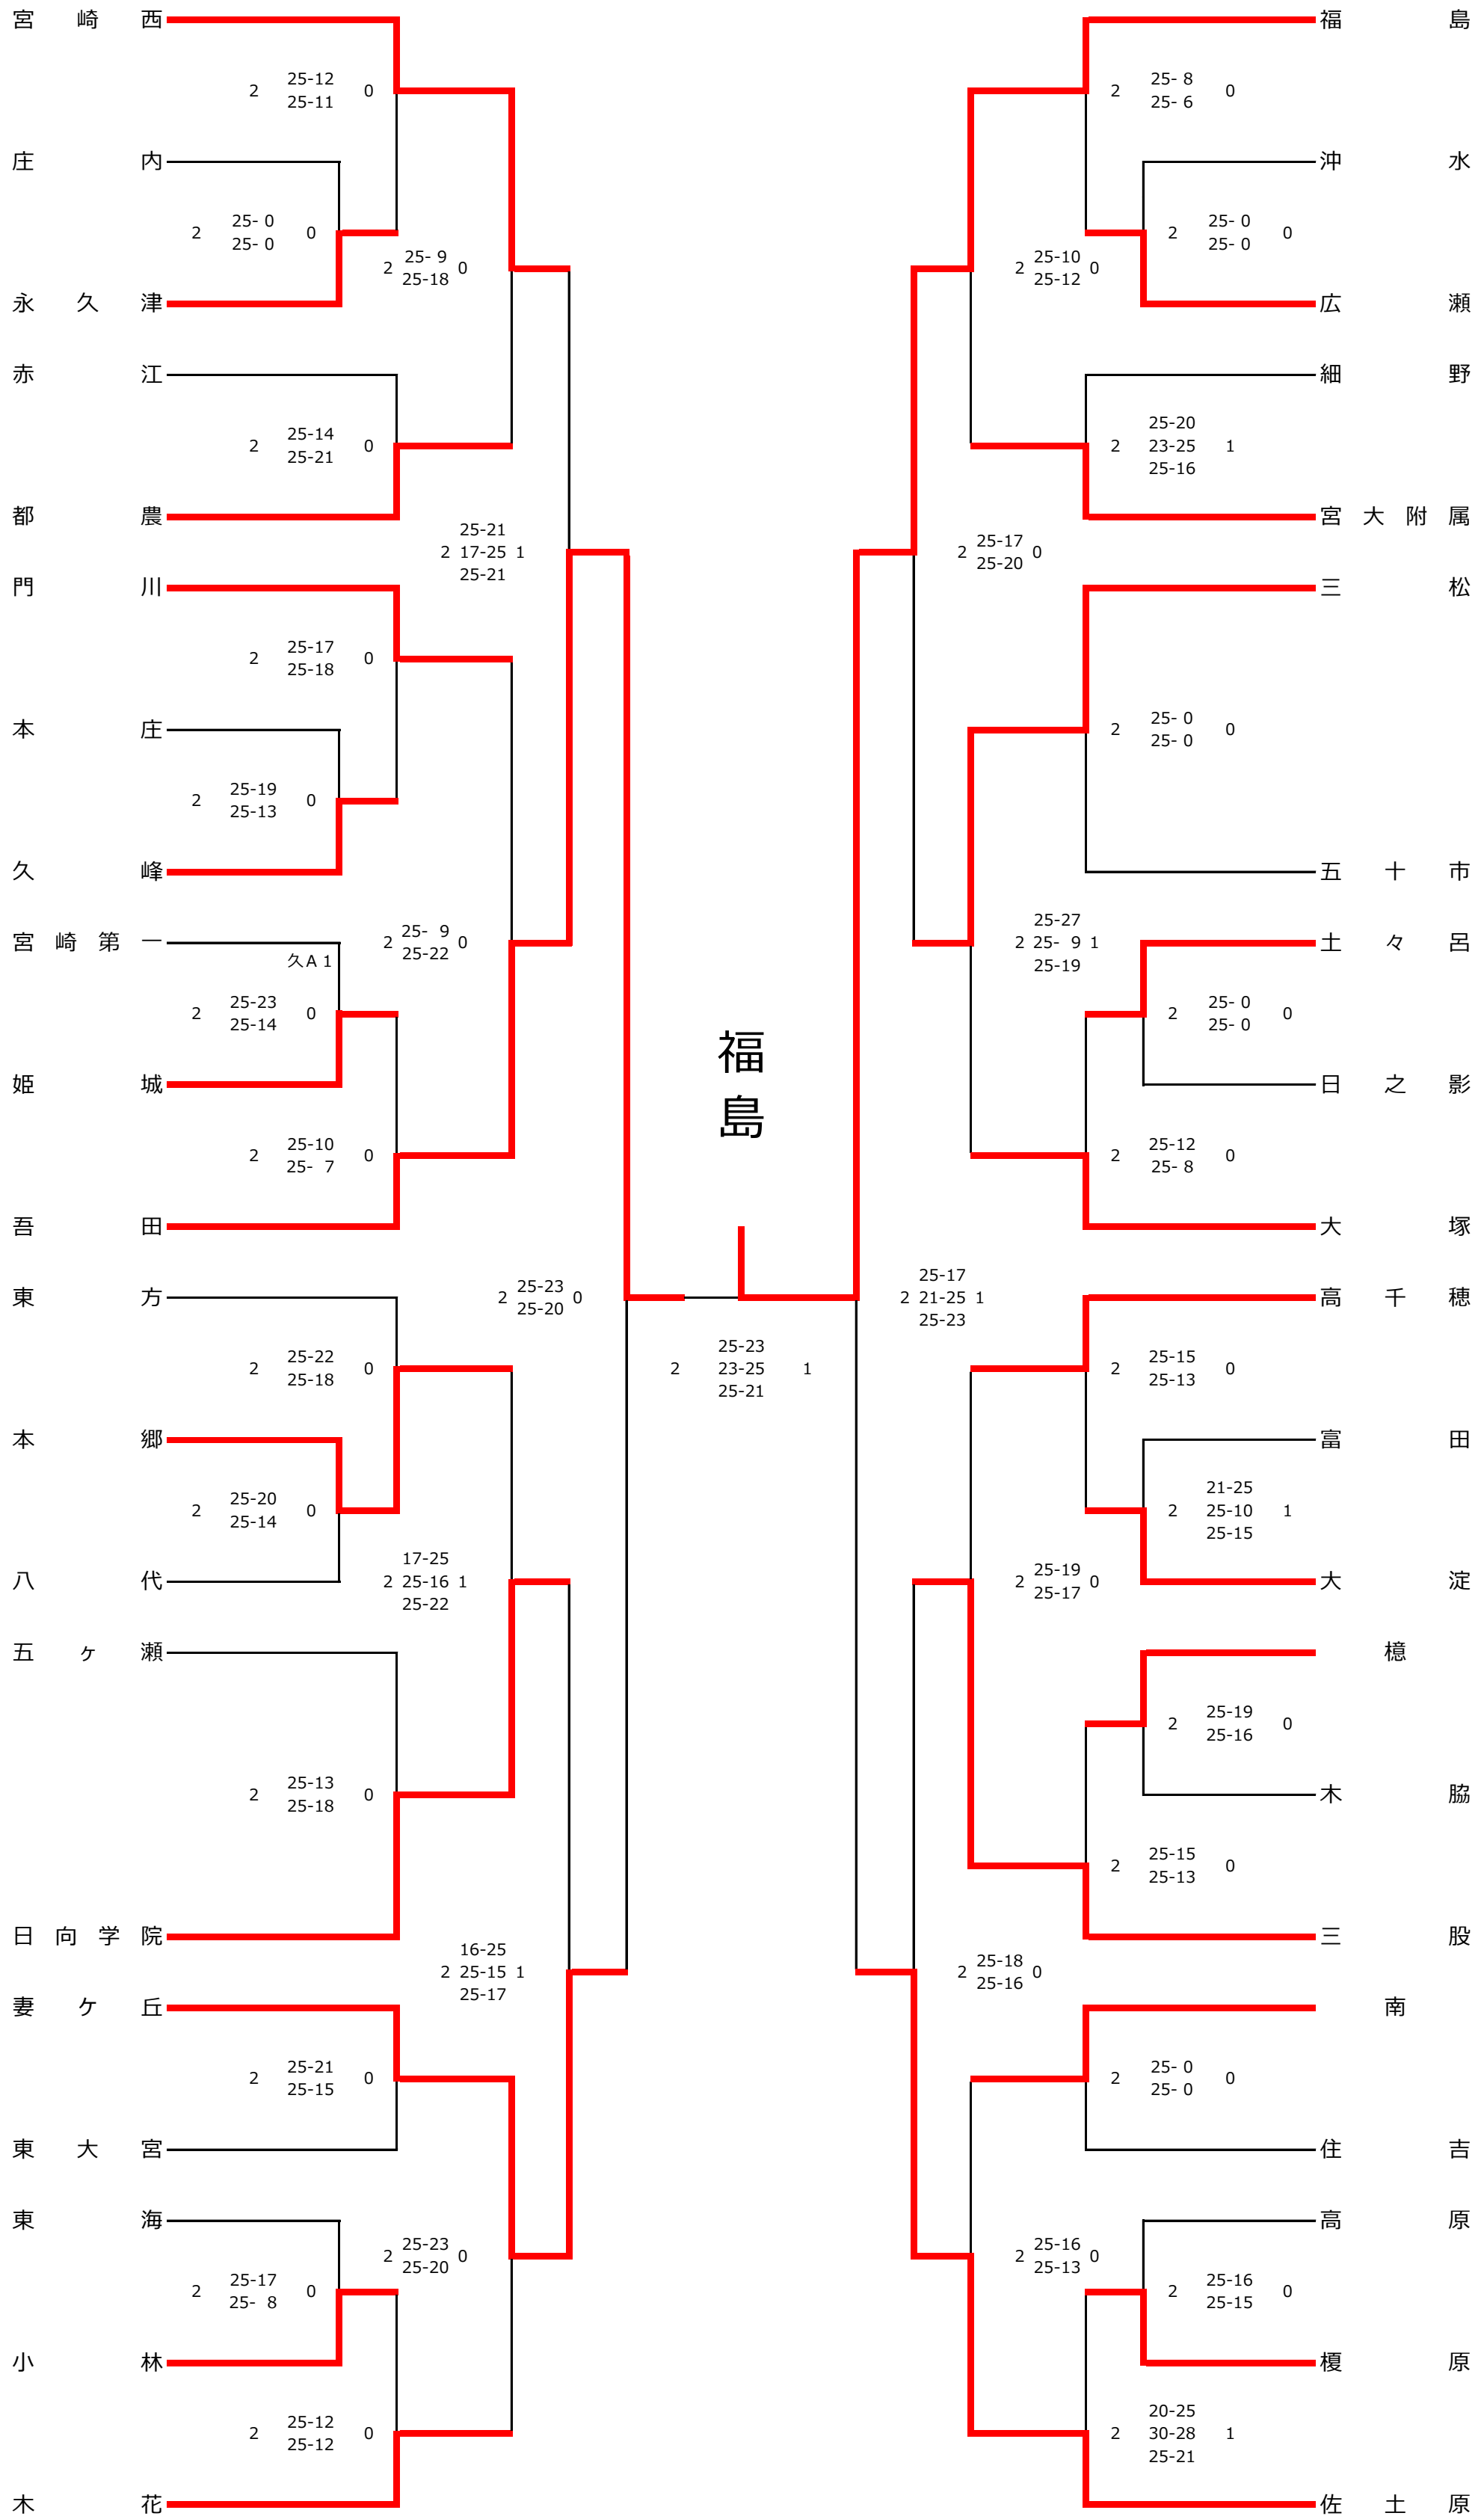 宮崎西
2 25-12 0
25-11
庄内
2 25- 0 0
25- 0
永久津
2 25- 9 0
25-18
赤江
2 25-14 0
25-21
都農
25-21
2 17-25 1
25-21
門川
2 25-17 0
25-18
本庄
2 25-19 0
25-13
久峰
宮崎第一
久A1
2 25- 9 0
25-22
2 25-23 0
25-14
姫城
2 25-10 0
25- 7
吾田
東方
2 25-23 0
25-20
2 25-22 0
25-18
本郷
2 25-20 0
25-14
八代
17-25
2 25-16 1
25-22
五ヶ瀬
2 25-13 0
25-18
日向学院
16-25
2 25-15 1
25-17
妻ケ丘
2 25-21 0
25-15
東大宮
東海
2 25-23 0
25-20
2 25-17 0
25- 8
小林
2 25-12 0
25-12
木花
福島
25-23
2 23-25 1
25-21
福島
2 25- 8 0
25- 6
沖水
2 25- 0 0
25- 0
広瀬
2 25-10 0
25-12
細野
25-20
2 23-25 1
25-16
宮大附属
2 25-17 0
25-20
三松
2 25- 0 0
25- 0
五十市
25-27
2 25- 9 1
25-19
土々呂
2 25- 0 0
25- 0
日之影
2 25-12 0
25- 8
大塚
25-17
2 21-25 1
25-23
高千穂
2 25-15 0
25-13
富田
21-25
2 25-10 1
25-15
大淀
2 25-19 0
25-17
檍
2 25-19 0
25-16
木脇
2 25-15 0
25-13
三股
2 25-18 0
25-16
南
2 25- 0 0
25- 0
住吉
高原
2 25-16 0
25-13
2 25-16 0
25-15
榎原
20-25
2 30-28 1
25-21
佐土原